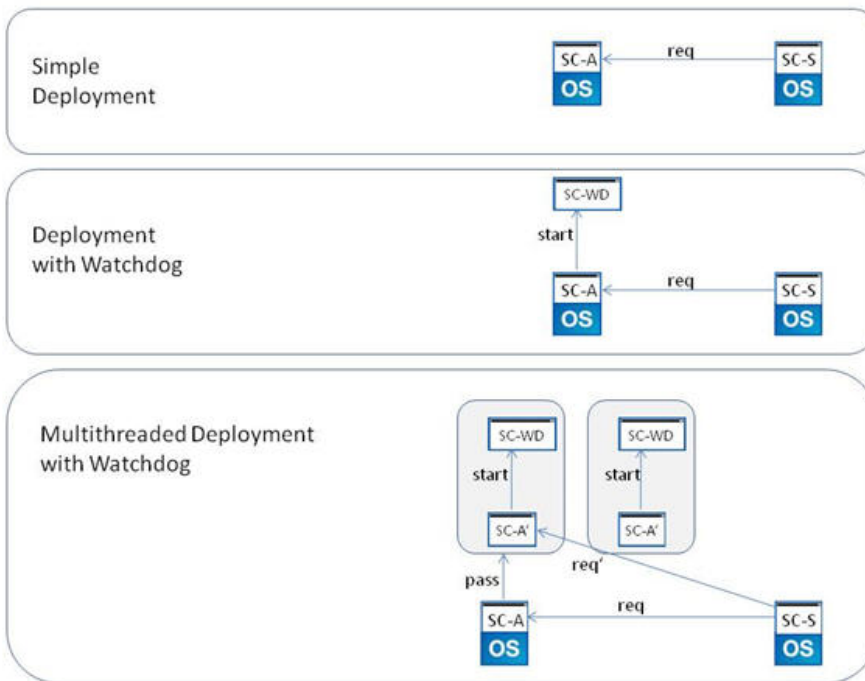 Simple
Deployment
SC-A
OS
req
SC-S
OS
Deployment
with Watchdog
SC-WD
start
SC-A
OS
req
SC-S
OS
Multithreaded Deployment
with Watchdog
SC-WD
SC-WD
start
start
SC-A'
SC-A'
pass
req'
req
SC-A
OS
SC-S
OS